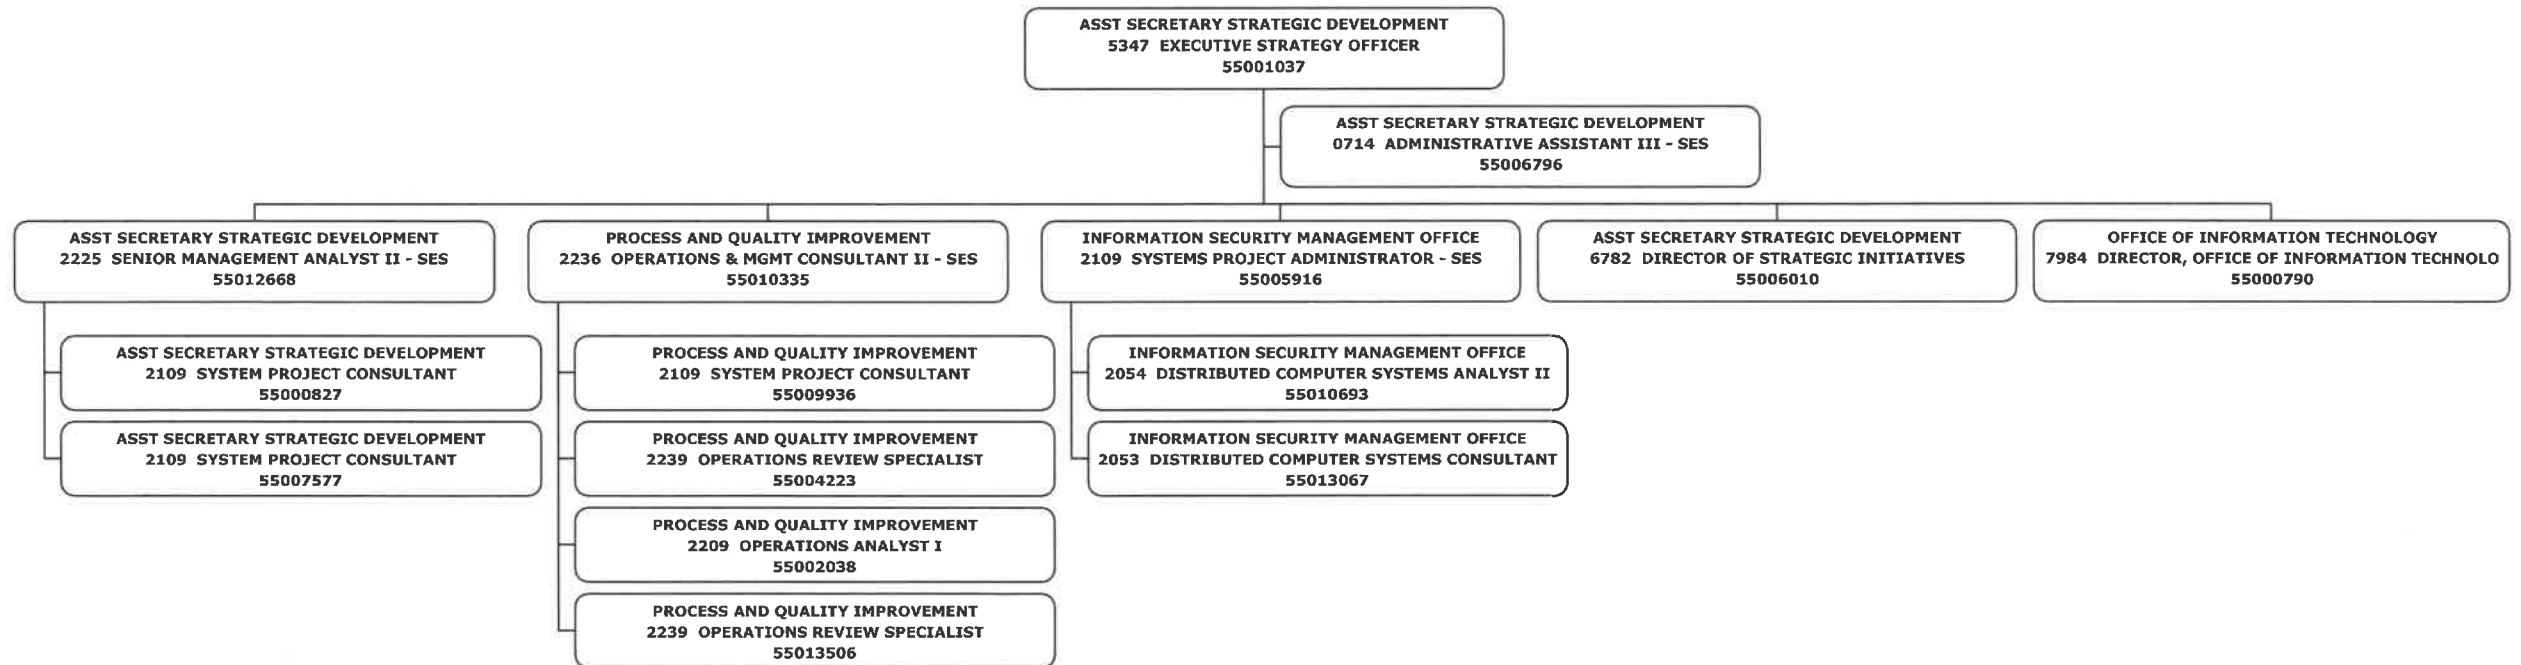 ASST SECRETARY STRATEGIC DEVELOPMENT
5347 EXECUTIVE STRATEGY OFFICER
55001037
ASST SECRETARY STRATEGIC DEVELOPMENT
0714 ADMINISTRATIVE ASSISTANT III - SES
55006796
ASST SECRETARY STRATEGIC DEVELOPMENT
2225 SENIOR MANAGEMENT ANALYST II - SES
55012668
PROCESS AND QUALITY IMPROVEMENT
2236 OPERATIONS & MGMT CONSULTANT II - SES
55010335
INFORMATION SECURITY MANAGEMENT OFFICE
2109 SYSTEMS PROJECT ADMINISTRATOR - SES
55005916
ASST SECRETARY STRATEGIC DEVELOPMENT
6782 DIRECTOR OF STRATEGIC INITIATIVES
55006010
OFFICE OF INFORMATION TECHNOLOGY
7984 DIRECTOR, OFFICE OF INFORMATION TECHNOLO
55000790
ASST SECRETARY STRATEGIC DEVELOPMENT
2109 SYSTEM PROJECT CONSULTANT
55000827
ASST SECRETARY STRATEGIC DEVELOPMENT
2109 SYSTEM PROJECT CONSULTANT
55007577
PROCESS AND QUALITY IMPROVEMENT
2109 SYSTEM PROJECT CONSULTANT
55009936
PROCESS AND QUALITY IMPROVEMENT
2239 OPERATIONS REVIEW SPECIALIST
55004223
PROCESS AND QUALITY IMPROVEMENT
2209 OPERATIONS ANALYST I
55002038
PROCESS AND QUALITY IMPROVEMENT
2239 OPERATIONS REVIEW SPECIALIST
55013506
INFORMATION SECURITY MANAGEMENT OFFICE
2054 DISTRIBUTED COMPUTER SYSTEMS ANALYST II
55010693
INFORMATION SECURITY MANAGEMENT OFFICE
2053 DISTRIBUTED COMPUTER SYSTEMS CONSULTANT
55013067